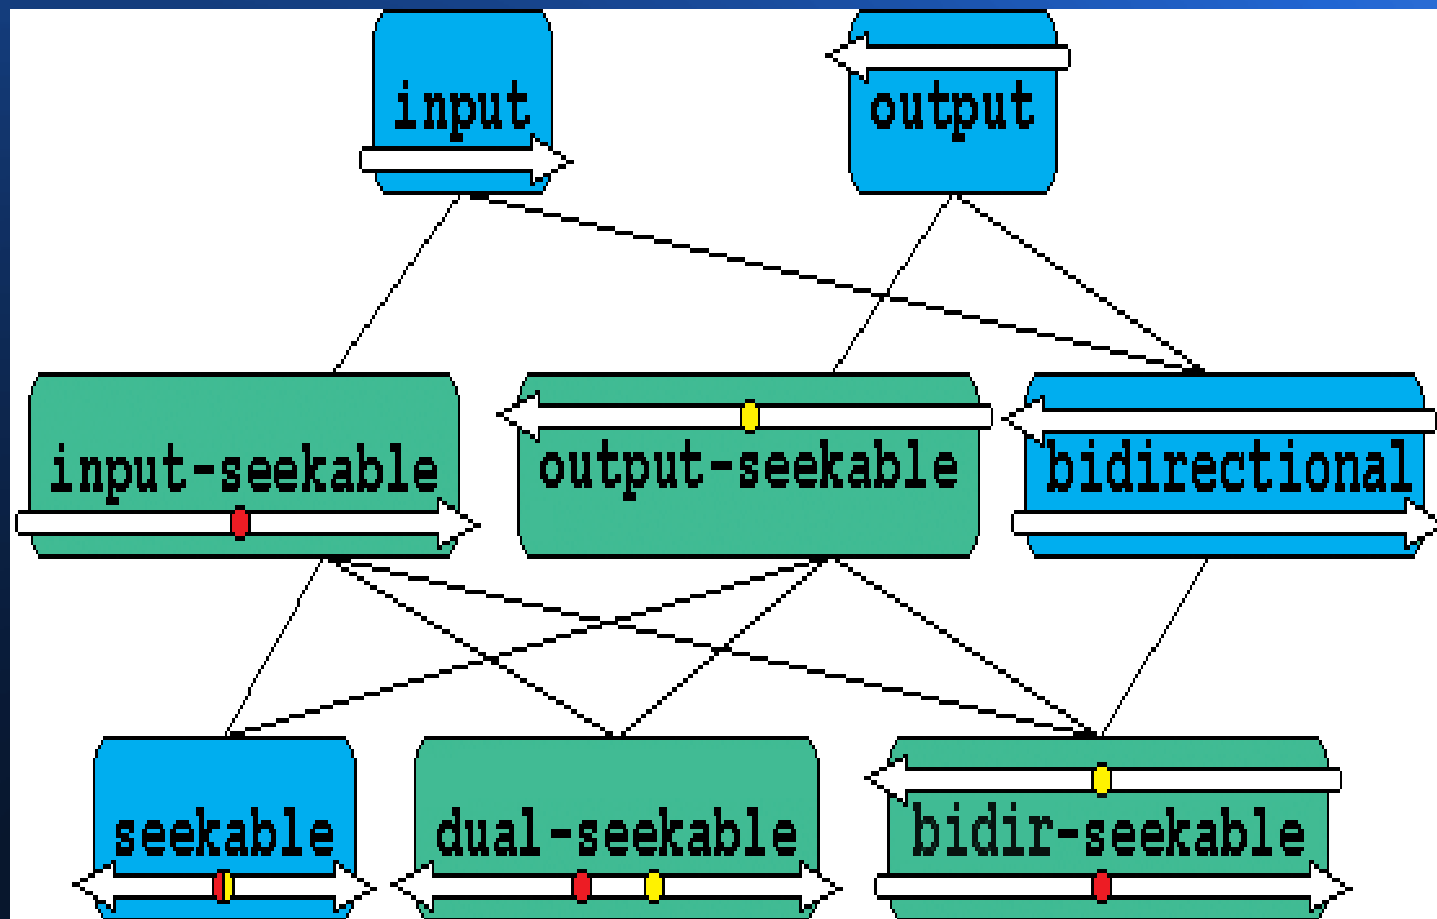 input
output
input-seekable
output-seekable
bidirectional
seekable
dual-seekable
bidir-seekable